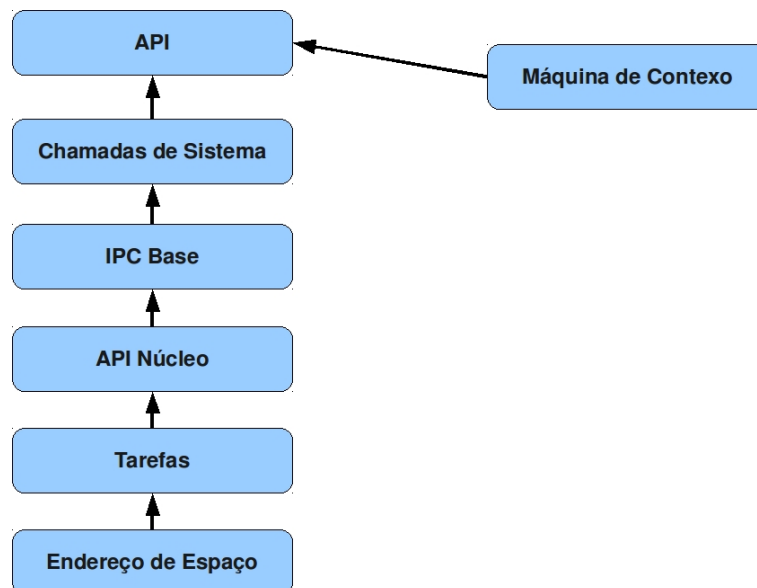 API
Máquina de Contexo
Chamadas de Sistema
IPC Base
API Núcleo
Tarefas
Endereço de Espaço